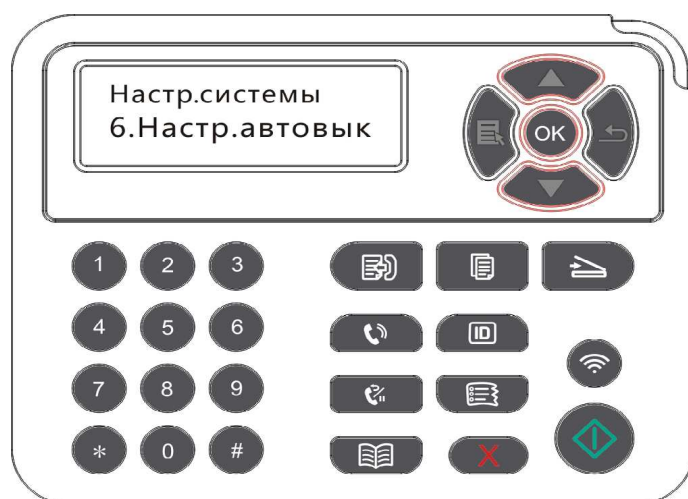 Настр.системы
6.Настр.автовык
OK
1 2 3
4 5 6
ID
7 8 9
* 0 #